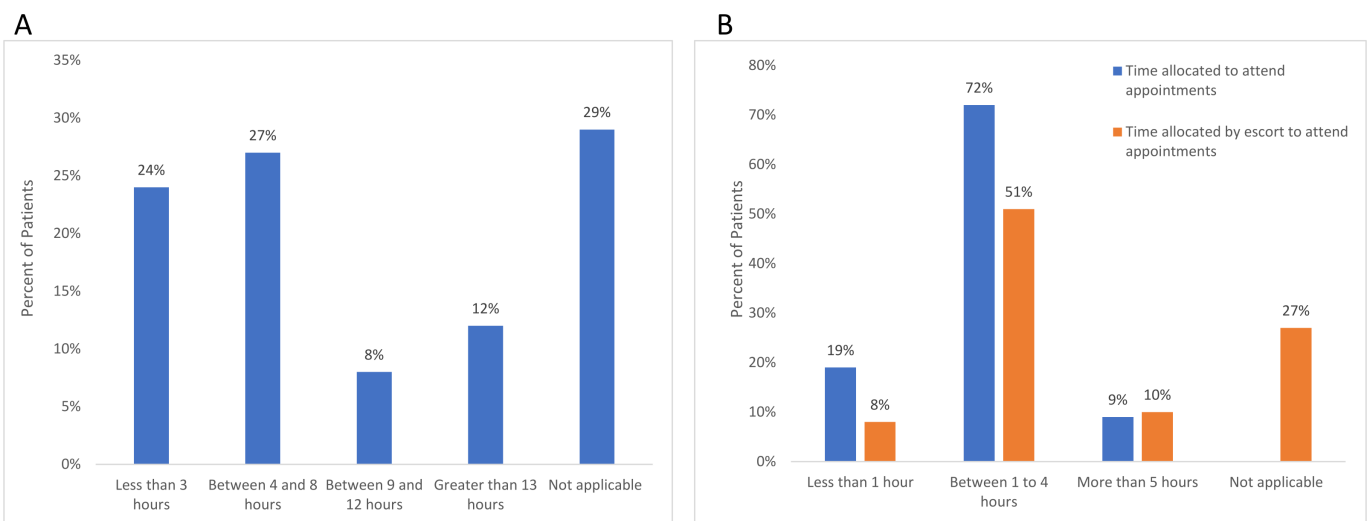 A
35%
30%
25%
20%
15%
10%
5%
0%
Percent of Patients
24%
27%
8%
12%
29%
Less than 3
hours
Between 4 and 8
hours
Between 9 and
12 hours
Greater than 13
hours
Not applicable
B
80%
70%
60%
50%
40%
30%
20%
10%
0%
Percent of Patients
Time allocated to attend
appointments
Time allocated by escort to attend
appointments
19%
8%
72%
51%
9%
10%
27%
Less than 1 hour
Between 1 to 4
hours
More than 5 hours
Not applicable